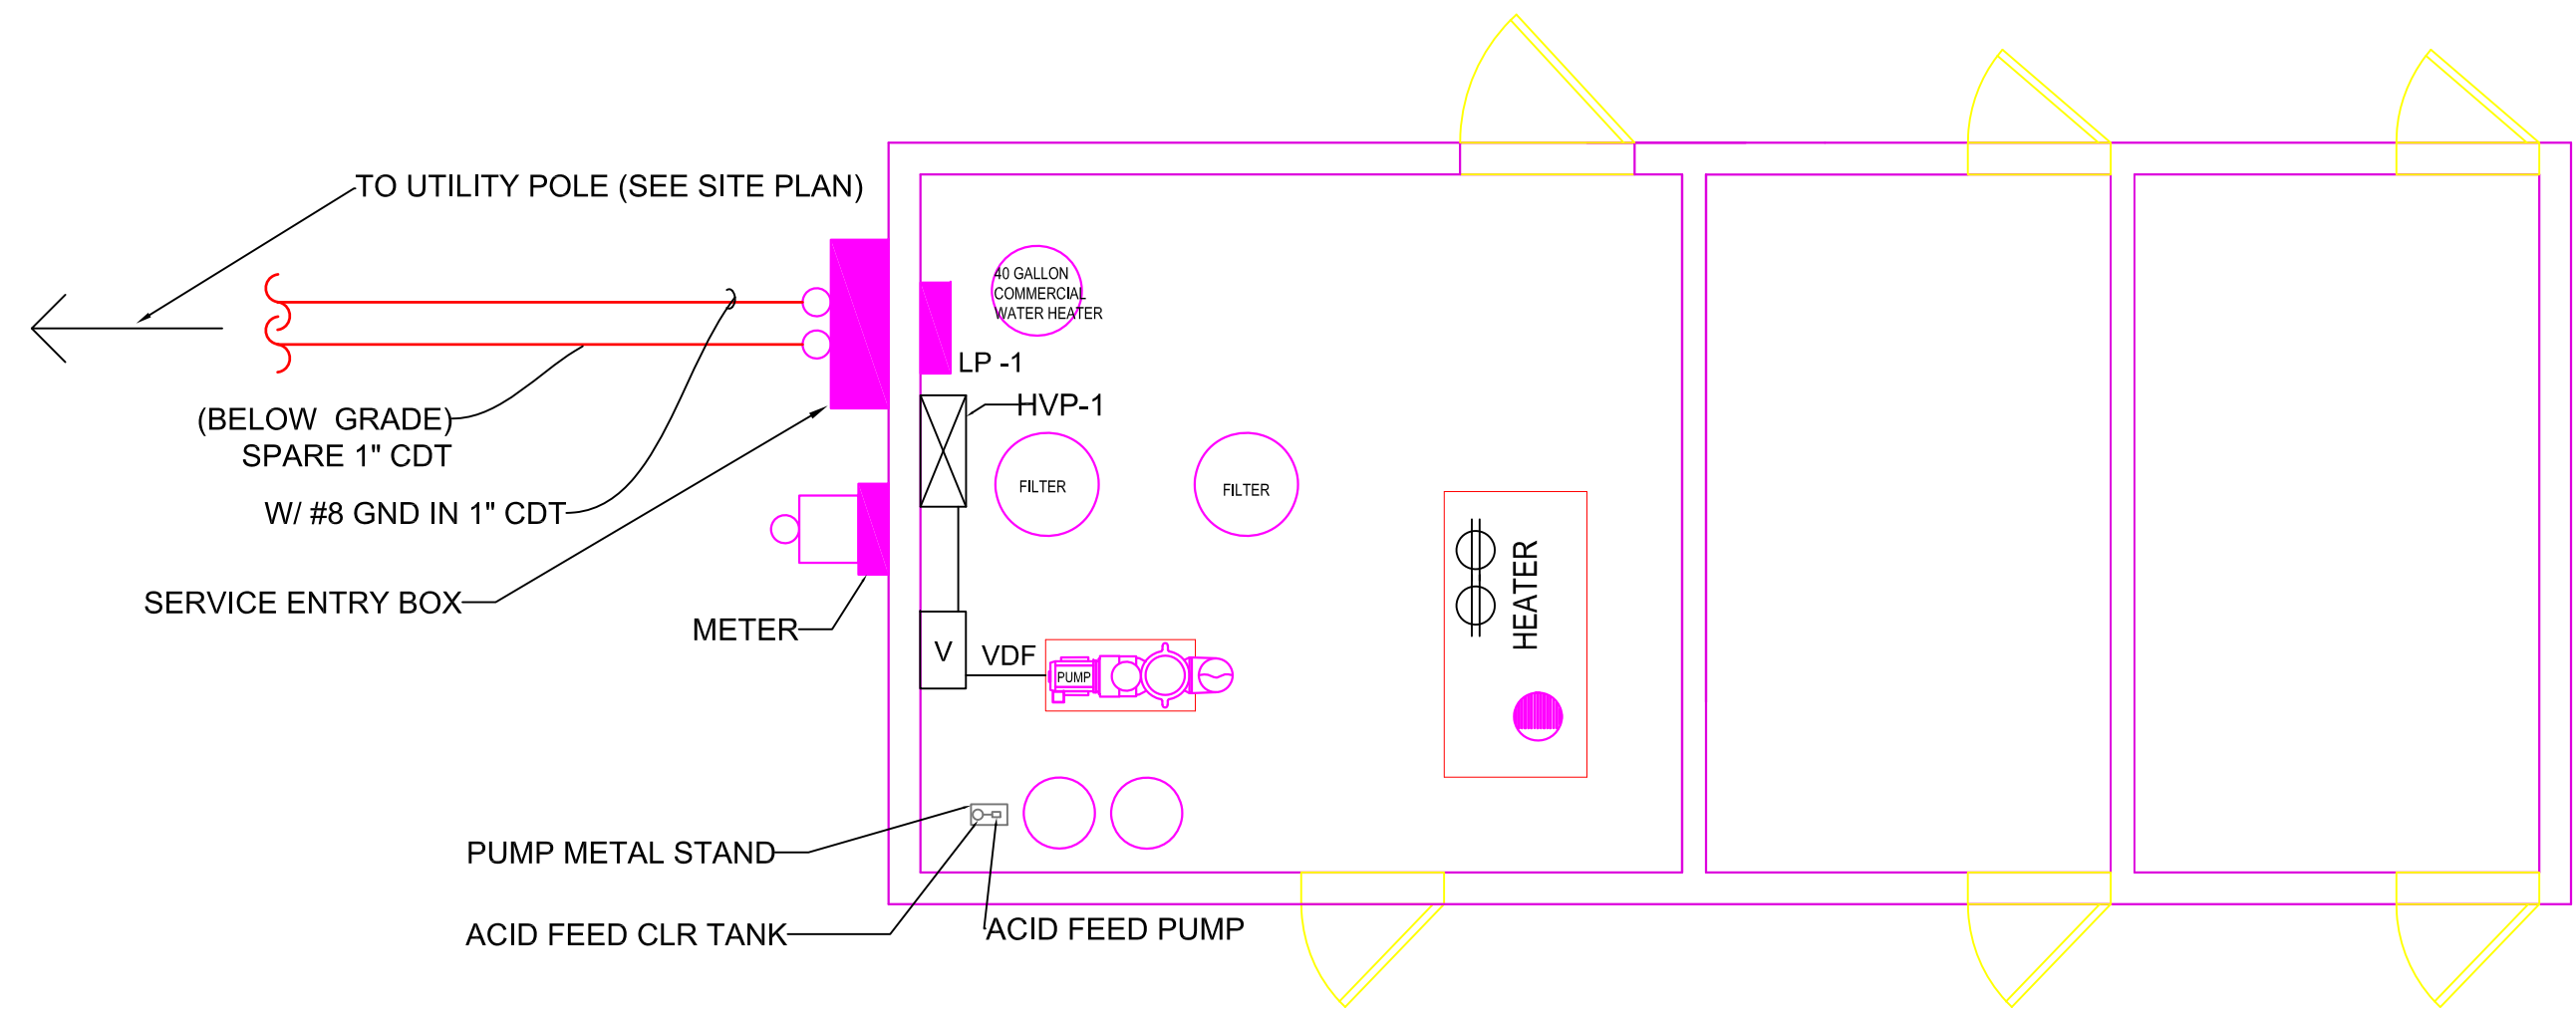 TO UTILITY POLE (SEE SITE PLAN)
40 GALLON
COMMERCIAL
WATER HEATER
LP -1
HVP-1
(BELOW GRADE)
SPARE 1" CDT
FILTER
FILTER
W/ #8 GND IN 1" CDT
SERVICE ENTRY BOX
METER
HEATER
V
VDF
PUMP
PUMP METAL STAND
ACID FEED CLR TANK
ACID FEED PUMP